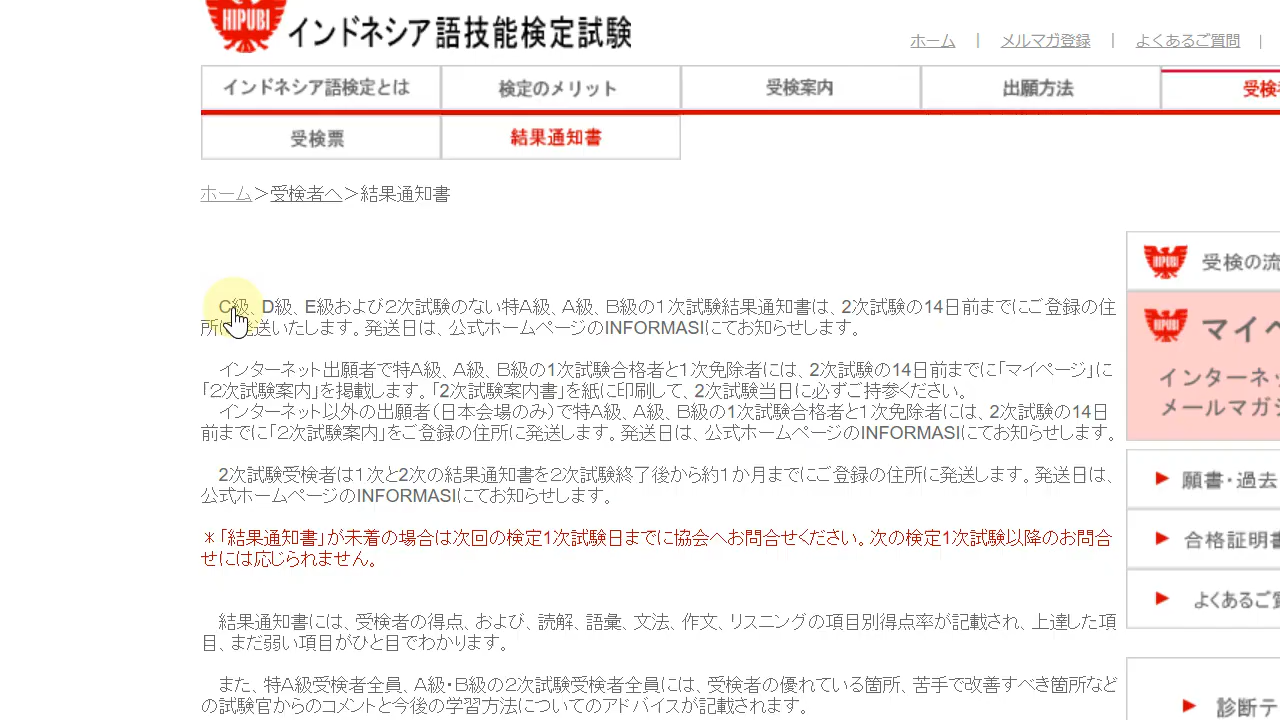 HIPUBI
インドネシア語技能検定試験
ホーム | メルマガ登録 | よくあるご質問 |
インドネシア語検定とは 検定のメリット 受検案内 出願方法 受検
受検票 結果通知書
ホーム>受検者へ>結果通知書
HIPUBI 受検の流
C級、D級、E級および2次試験のない特A級、A級、B級の1次試験結果通知書は、2次試験の14日前までにご登録の住
所に発送いたします。発送日は、公式ホームページのINFORMASIにてお知らせします。
HIPUBI マイペ
インターネットで特A級、A級、B級の1次試験合格者と1次免除者には、2次試験の14日前までに「マイページ」に
「2次試験案内」を掲載します。「2次試験案内書」を紙に印刷して、2次試験当日に必ずご持参ください。
インターネット以外の出願者(日本会場のみ)で特A級、A級、B級の1次試験合格者と1次免除者には、2次試験の14日
前までに「2次試験案内」をご登録の住所に発送します。発送日は、公式ホームページのINFORMASIにてお知らせします。
インターネッ
メールマガジ
2次試験受検者は1次と2次の結果通知書を2次試験終了後から約1か月までにご登録の住所に発送します。発送日は、
公式ホームページのINFORMASIにてお知らせします。
願書・過去
*「結果通知書」が未着の場合は次回の検定1次試験日までに協会へお問合せください。次の検定1次試験以降のお問合
せには応じられません。
合格証明書
よくあるご質
結果通知書には、受検者の得点、および、読解、語彙、文法、作文、リスニングの項目別得点率が記載され、上達した項
目、まだ弱い項目がひと目でわかります。
また、特A級受検者全員、A級・B級の2次試験受検者全員には、受検者の優れている箇所、苦手で改善すべき箇所など
の試験官からのコメントと今後の学習方法についてのアドバイスが記載されます。
診断テ